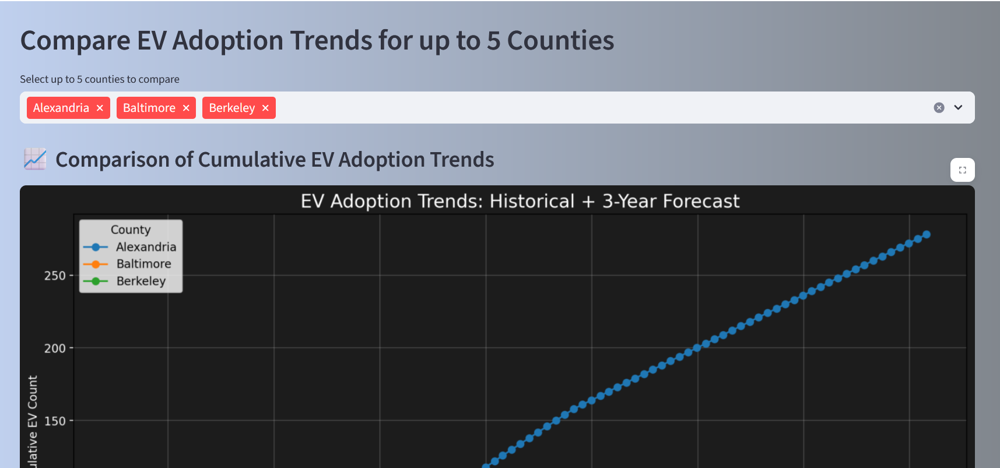 Compare EV Adoption Trends for up to 5 Counties
Select up to 5 counties to compare
Alexandria × Baltimore × Berkeley ×
Comparison of Cumulative EV Adoption Trends
EV Adoption Trends: Historical + 3-Year Forecast
County
Alexandria
Baltimore
Berkeley
250
200
150
ulative EV Count